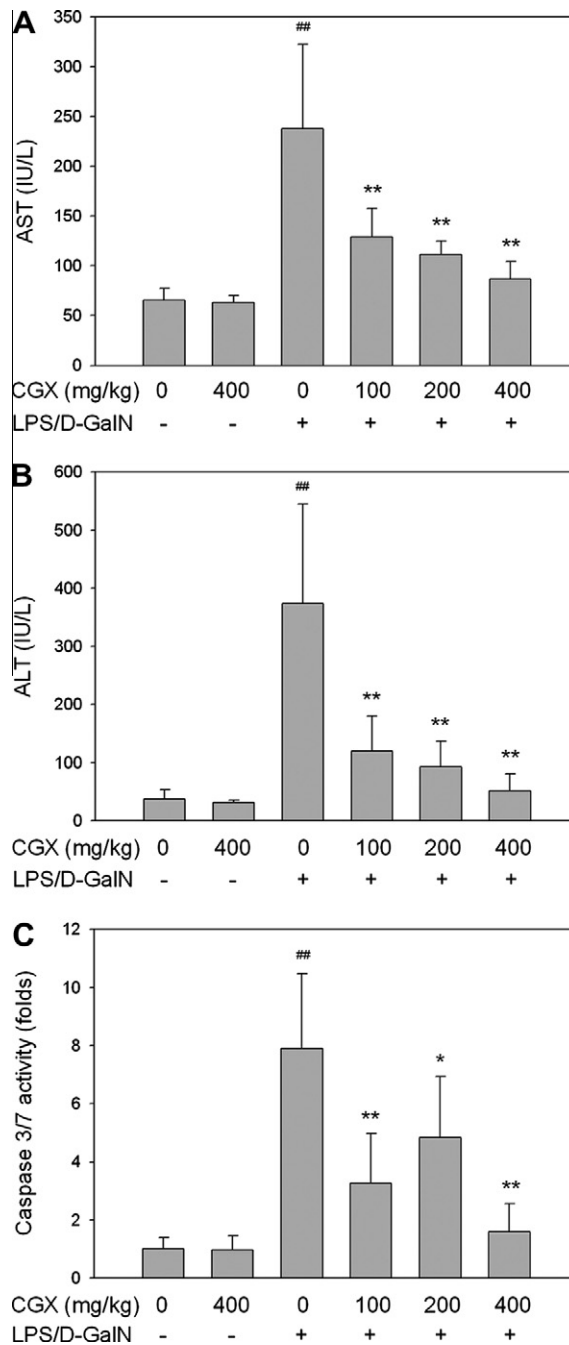 A
AST (IU/L)
350
300
250
200
150
100
50
0
##
**
**
**
CGX (mg/kg) 0 400 0 100 200 400
LPS/D-GalN - - + + + +
B
ALT (IU/L)
600
500
400
300
200
100
0
##
**
**
**
CGX (mg/kg) 0 400 0 100 200 400
LPS/D-GalN - - + + + +
C
Caspase 3/7 activity (folds)
12
10
8
6
4
2
0
##
**
*
**
CGX (mg/kg) 0 400 0 100 200 400
LPS/D-GalN - - + + + +